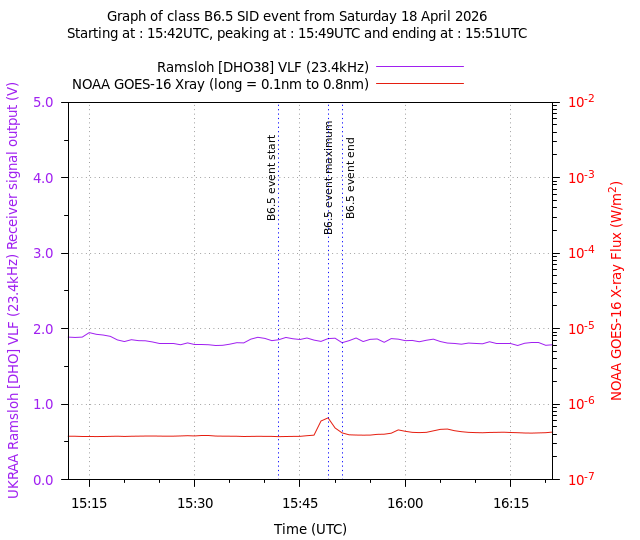 Graph of class B6.5 SID event from Saturday 18 April 2026
Starting at : 15:42UTC, peaking at : 15:49UTC and ending at : 15:51UTC
Ramsloh [DHO38] VLF (23.4kHz)
NOAA GOES-16 Xray (long = 0.1nm to 0.8nm)
UKRAA Ramsloh [DHO] VLF (23.4kHz) Receiver signal output (V)
5.0
4.0
3.0
2.0
1.0
0.0
B6.5 event start
B6.5 event maximum
B6.5 event end
10^-2
10^-3
10^-4
10^-5
10^-6
10^-7
NOAA GOES-16 X-ray Flux (W/m²)
15:15 15:30 15:45 16:00 16:15
Time (UTC)